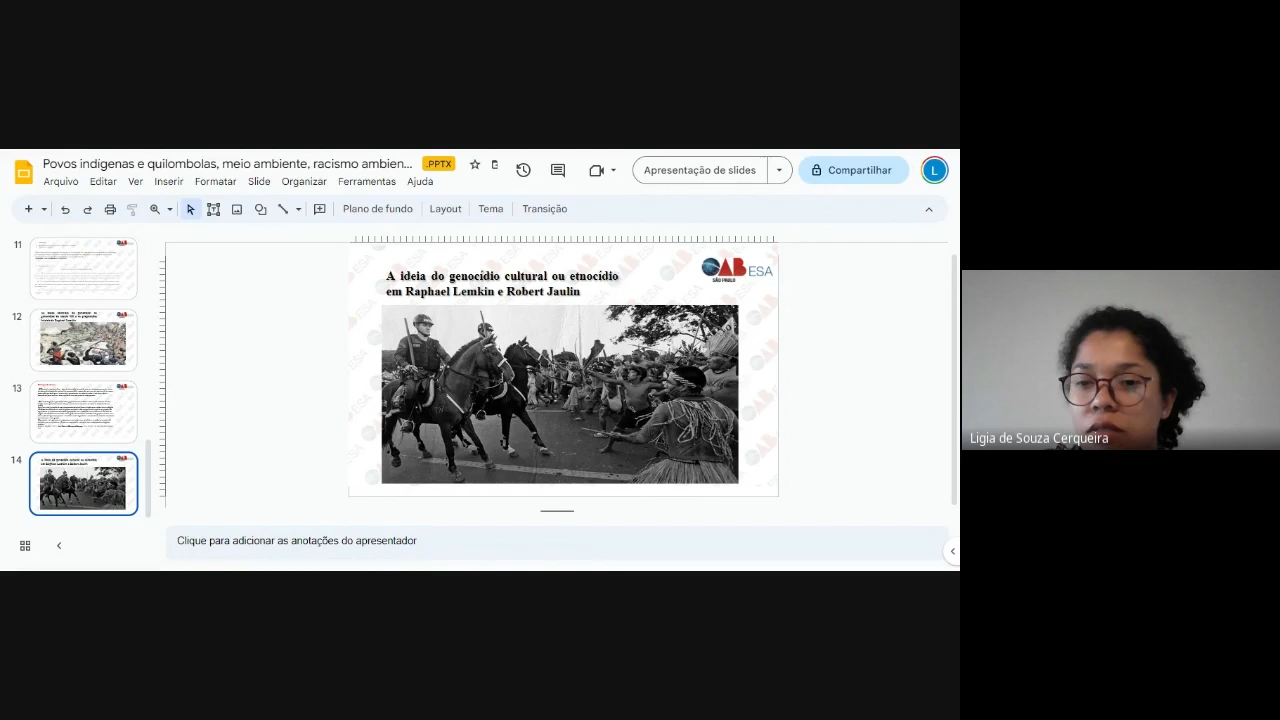 Povos indígenas e quilombolas, meio ambiente, racismo ambien...
.PPTX
Apresentação de slides
Compartilhar
L
Arquivo Editar Ver Inserir Formatar Slide Organizar Ferramentas Ajuda
Plano de fundo Layout Tema Transição
11
12
13
14
A ideia do genocídio cultural ou etnocídio
em Raphael Lemkin e Robert Jaulin
OAB ESA
SÃO PAULO
Clique para adicionar as anotações do apresentador
Ligia de Souza Cerqueira